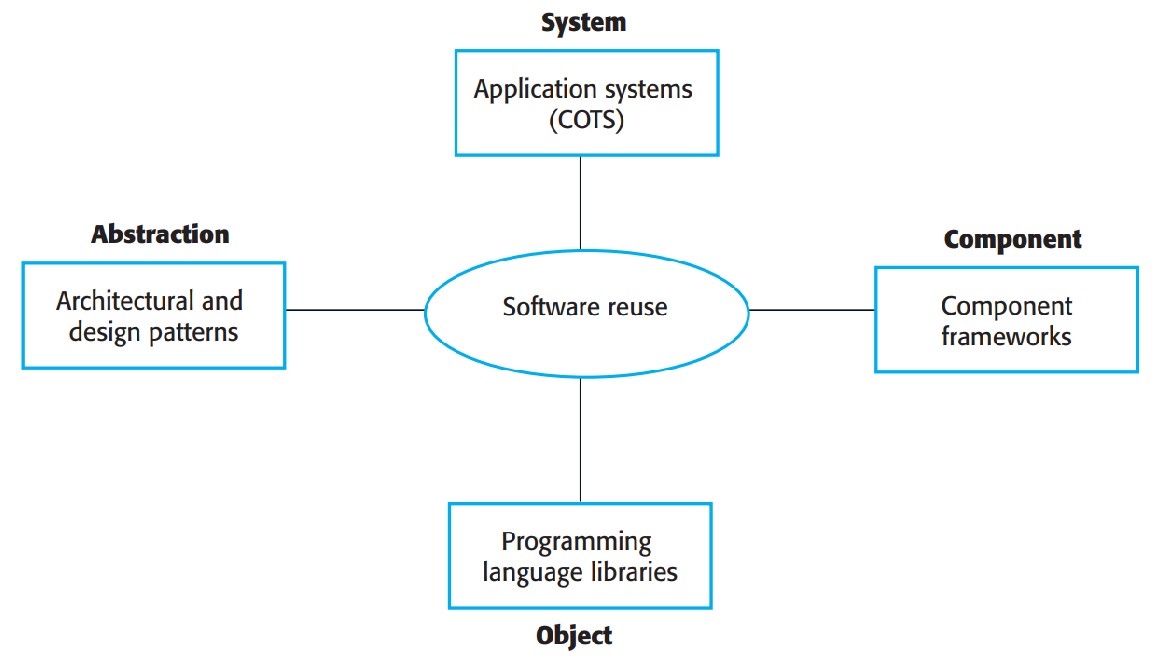 System
Application systems
(COTS)
Abstraction
Architectural and
design patterns
Software reuse
Component
Component
frameworks
Programming
language libraries
Object